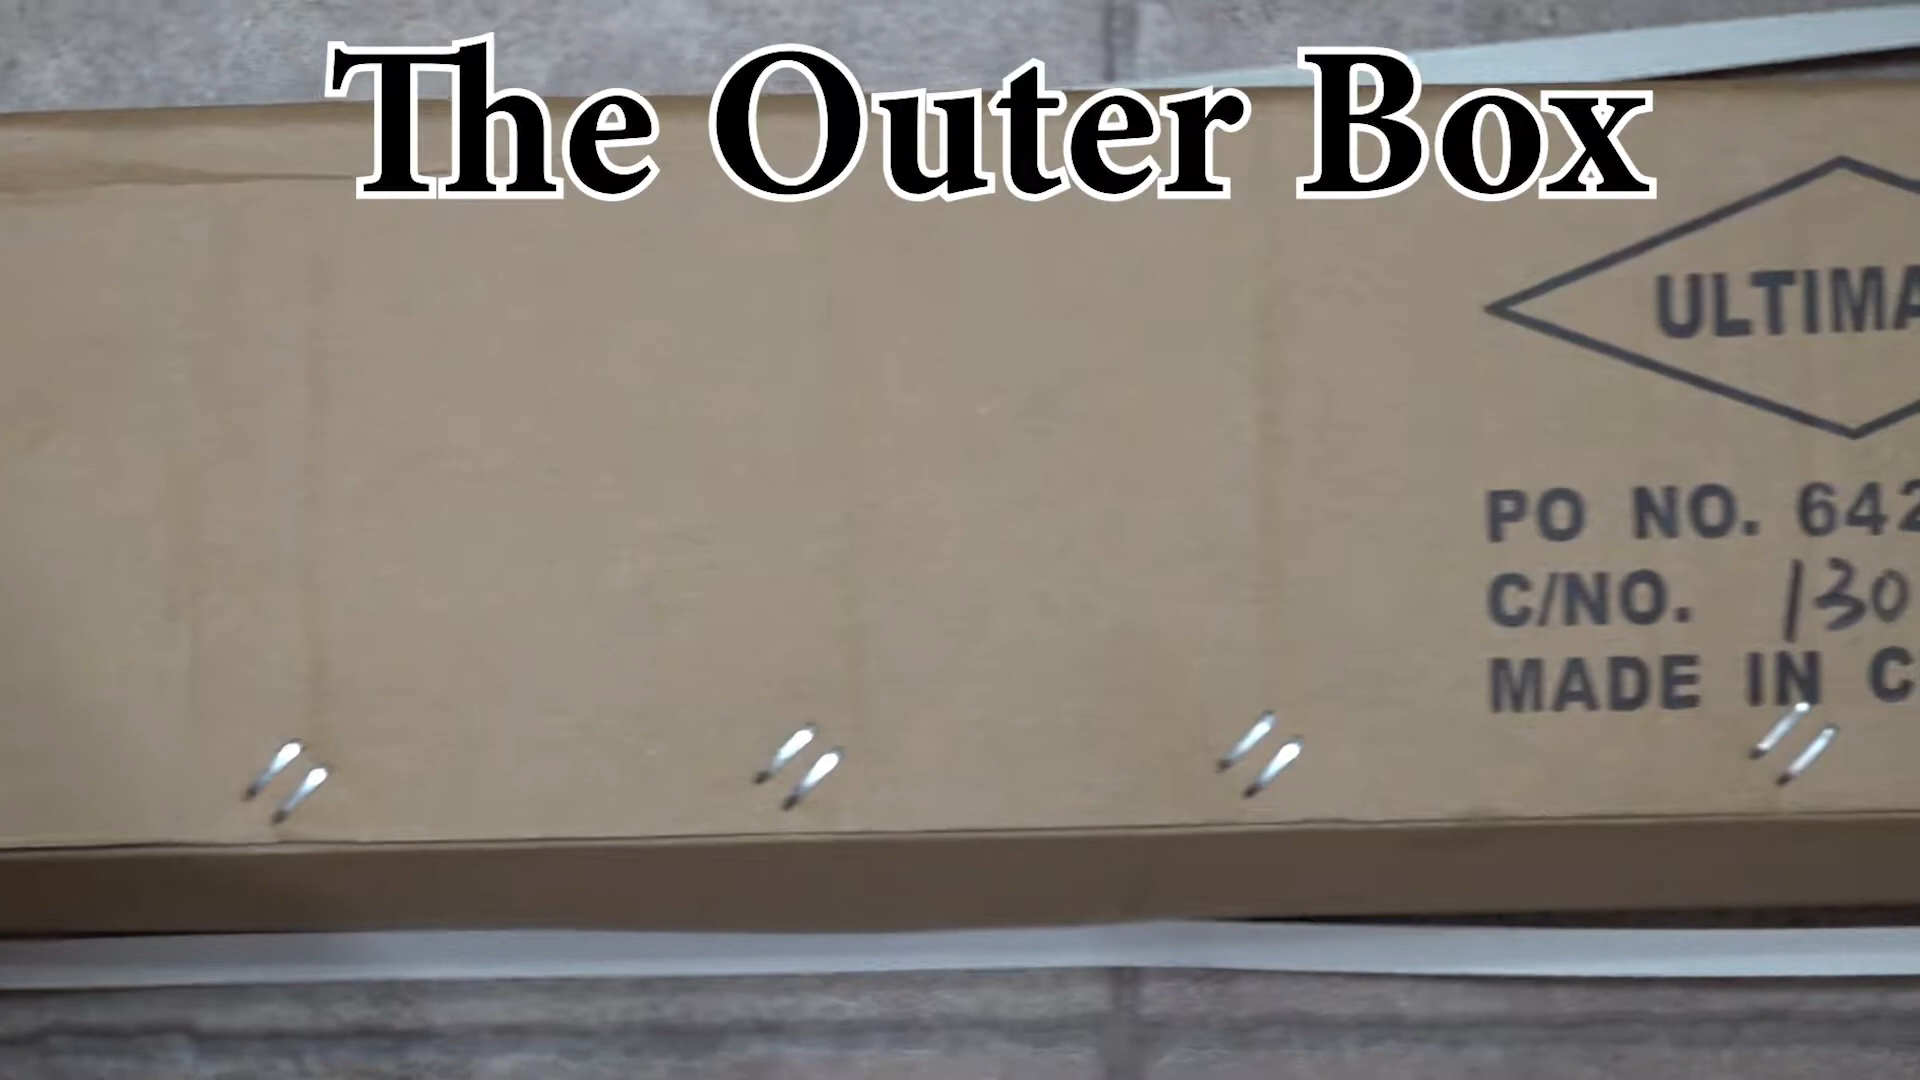 The Outer Box
ULTIMA
PO NO. 642
C/NO. 130
MADE IN C